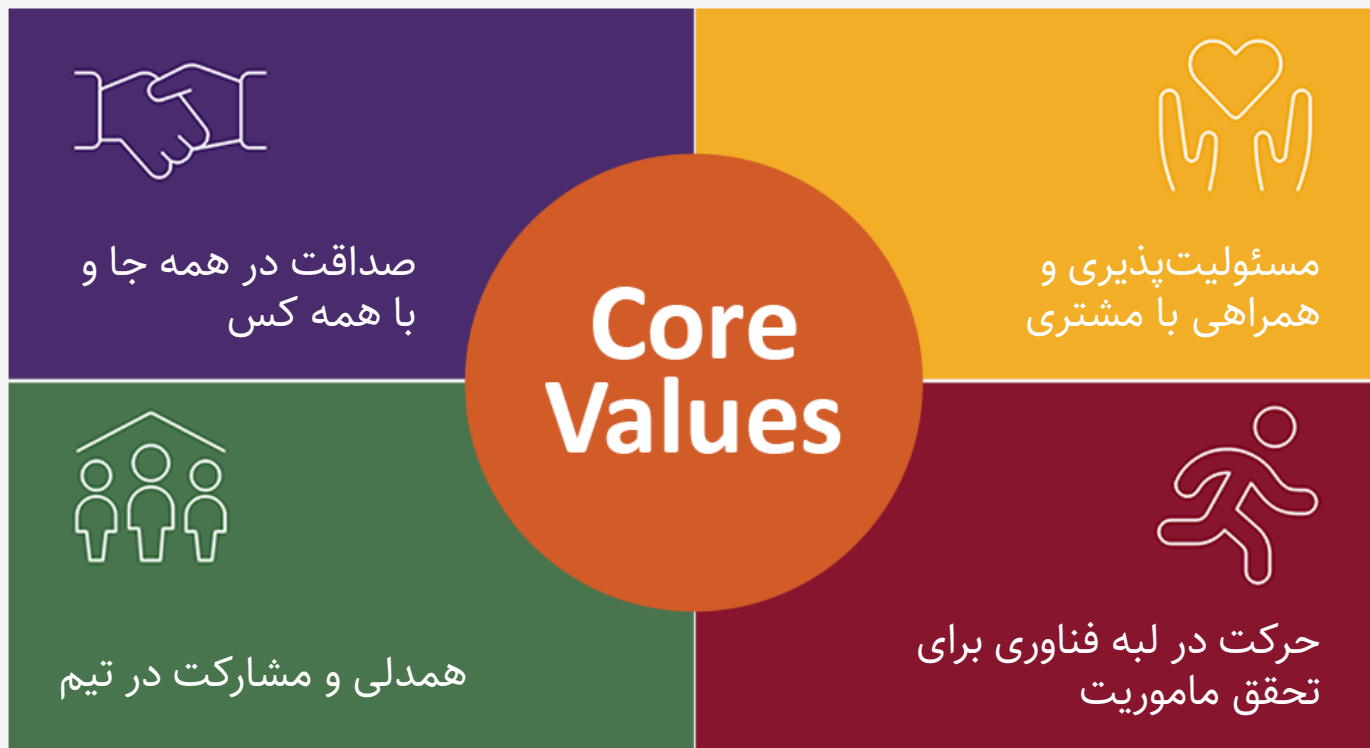 مسئولیت‌پذیری و
همراهی با مشتری
صداقت در همه جا و
با همه کس
Core
Values
حرکت در لبه فناوری برای
تحقق ماموریت
همدلی و مشارکت در تیم